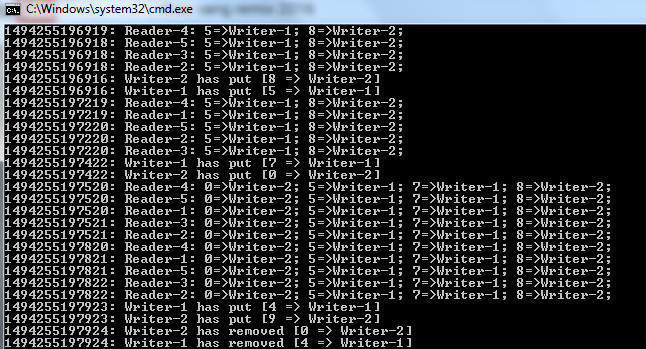 C:\Windows\system32\cmd.exe
1494255196919: Reader-4: 5=>Writer-1; 8=>Writer-2;
1494255196918: Reader-5: 5=>Writer-1; 8=>Writer-2;
1494255196918: Reader-3: 5=>Writer-1; 8=>Writer-2;
1494255196918: Reader-2: 5=>Writer-1; 8=>Writer-2;
1494255196916: Writer-2 has put [8 => Writer-2]
1494255196916: Writer-1 has put [5 => Writer-1]
1494255197219: Reader-4: 5=>Writer-1; 8=>Writer-2;
1494255197219: Reader-1: 5=>Writer-1; 8=>Writer-2;
1494255197220: Reader-5: 5=>Writer-1; 8=>Writer-2;
1494255197220: Reader-2: 5=>Writer-1; 8=>Writer-2;
1494255197220: Reader-3: 5=>Writer-1; 8=>Writer-2;
1494255197422: Writer-1 has put [7 => Writer-1]
1494255197422: Writer-2 has put [0 => Writer-2]
1494255197520: Reader-4: 0=>Writer-2; 5=>Writer-1; 7=>Writer-1; 8=>Writer-2;
1494255197520: Reader-5: 0=>Writer-2; 5=>Writer-1; 7=>Writer-1; 8=>Writer-2;
1494255197520: Reader-1: 0=>Writer-2; 5=>Writer-1; 7=>Writer-1; 8=>Writer-2;
1494255197521: Reader-3: 0=>Writer-2; 5=>Writer-1; 7=>Writer-1; 8=>Writer-2;
1494255197521: Reader-2: 0=>Writer-2; 5=>Writer-1; 7=>Writer-1; 8=>Writer-2;
1494255197820: Reader-4: 0=>Writer-2; 5=>Writer-1; 7=>Writer-1; 8=>Writer-2;
1494255197821: Reader-1: 0=>Writer-2; 5=>Writer-1; 7=>Writer-1; 8=>Writer-2;
1494255197821: Reader-5: 0=>Writer-2; 5=>Writer-1; 7=>Writer-1; 8=>Writer-2;
1494255197822: Reader-3: 0=>Writer-2; 5=>Writer-1; 7=>Writer-1; 8=>Writer-2;
1494255197822: Reader-2: 0=>Writer-2; 5=>Writer-1; 7=>Writer-1; 8=>Writer-2;
1494255197923: Writer-1 has put [4 => Writer-1]
1494255197923: Writer-2 has put [9 => Writer-2]
1494255197924: Writer-2 has removed [0 => Writer-2]
1494255197924: Writer-1 has removed [4 => Writer-1]